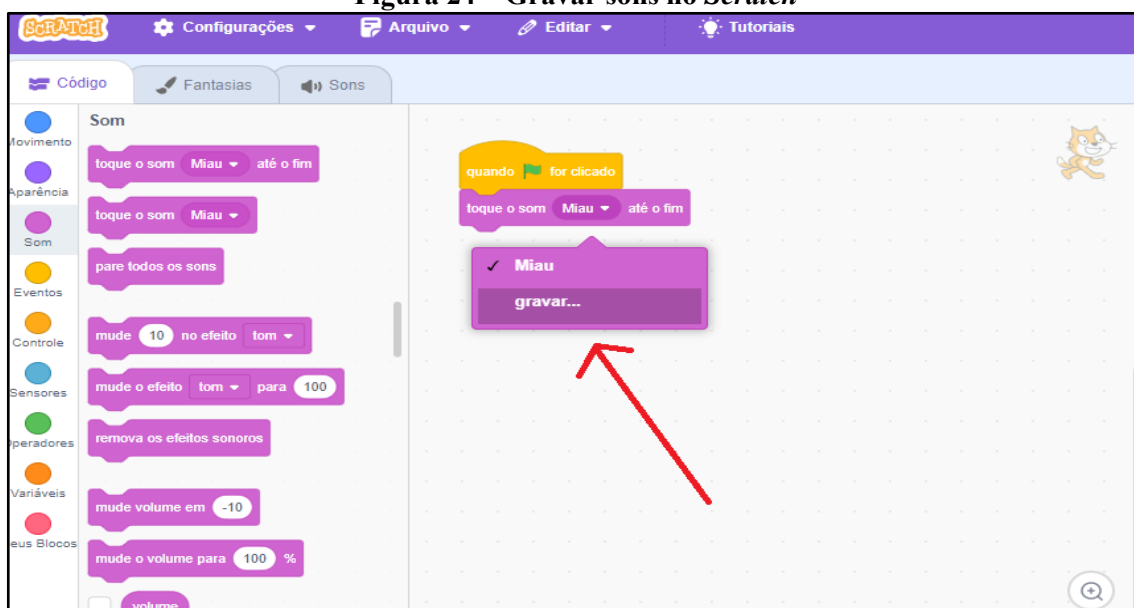 Figura 24 – Gravar sons no Scratch
SCRATCH Configurações Arquivo Editar Tutoriais
Código Fantasias Sons
Som
Movimento
Aparência
Som
Eventos
Controle
Sensores
Operadores
Variáveis
eus Blocos
toque o som Miau até o fim
toque o som Miau
pare todos os sons
mude 10 no efeito tom
mude o efeito tom para 100
remova os efeitos sonoros
mude volume em -10
mude o volume para 100 %
volume
quando for clicado
toque o som Miau até o fim
✓ Miau
gravar...